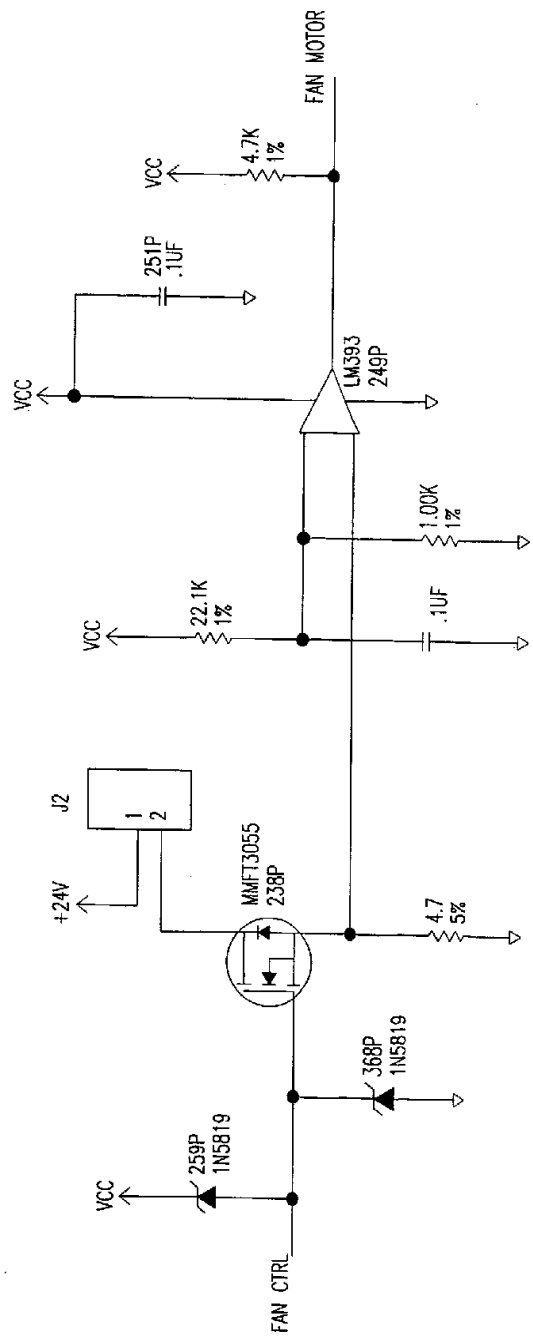 FAN CTRL
VCC
259P
1N5819
368P
1N5819
+24V
J2
1
2
MMFT3055
238P
4.7
5%
VCC
22.1K
1%
.1UF
1.00K
1%
VCC
251P
.1UF
LM393
249P
VCC
4.7K
1%
FAN MOTOR